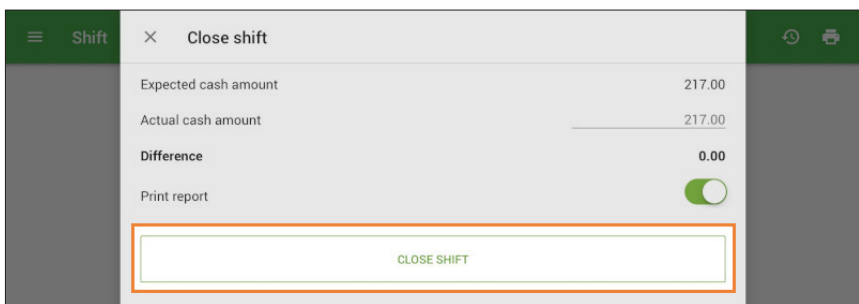 Shift
Close shift
Expected cash amount 217.00
Actual cash amount 217.00
Difference 0.00
Print report
CLOSE SHIFT